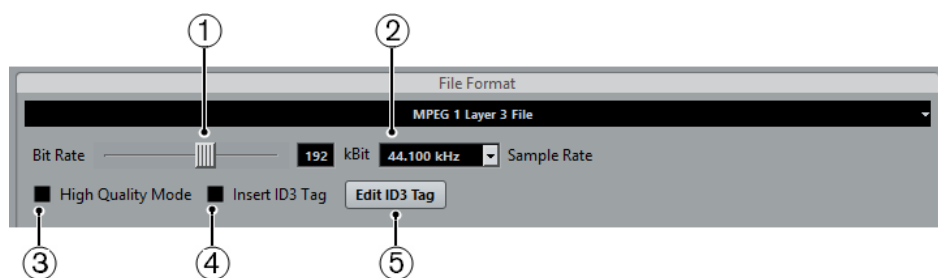 ① ②
File Format
MPEG 1 Layer 3 File
Bit Rate 192 kBit 44.100 kHz Sample Rate
High Quality Mode Insert ID3 Tag Edit ID3 Tag
③ ④ ⑤